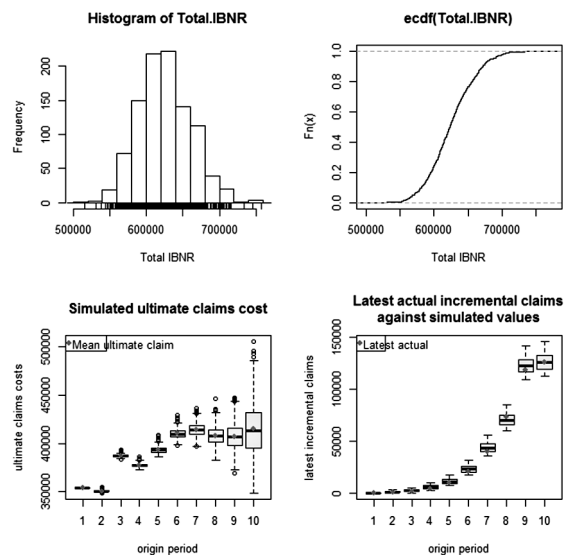 Histogram of Total.IBNR
Frequency
0 50 100 150 200
500000 600000 700000
Total IBNR
ecdf(Total.IBNR)
Fn(x)
0.0 0.2 0.4 0.6 0.8 1.0
500000 600000 700000
Total IBNR
Simulated ultimate claims cost
Mean ultimate claim
ultimate claims costs
350000 400000 450000 500000
1 2 3 4 5 6 7 8 9 10
origin period
Latest actual incremental claims
against simulated values
Latest actual
latest incremental claims
0 50000 100000 150000
1 2 3 4 5 6 7 8 9 10
origin period